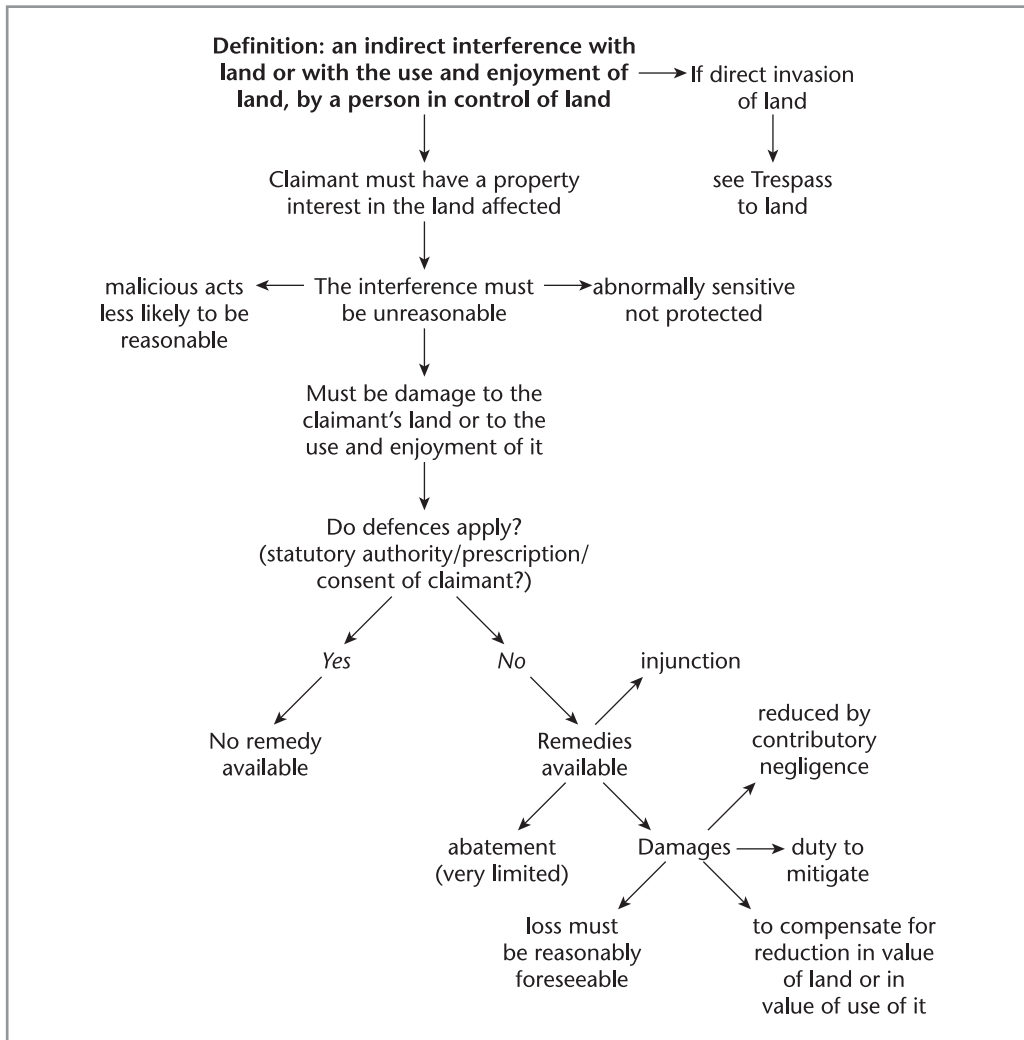 Definition: an indirect interference with
land or with the use and enjoyment of
land, by a person in control of land
If direct invasion
of land
Claimant must have a property
interest in the land affected
see Trespass
to land
malicious acts
less likely to be
reasonable
The interference must
be unreasonable
abnormally sensitive
not protected
Must be damage to the
claimant’s land or to the
use and enjoyment of it
Do defences apply?
(statutory authority/prescription/
consent of claimant?)
Yes
No
injunction
No remedy
available
Remedies
available
reduced by
contributory
negligence
abatement
(very limited)
Damages
duty to
mitigate
loss must
be reasonably
foreseeable
to compensate for
reduction in value
of land or in
value of use of it